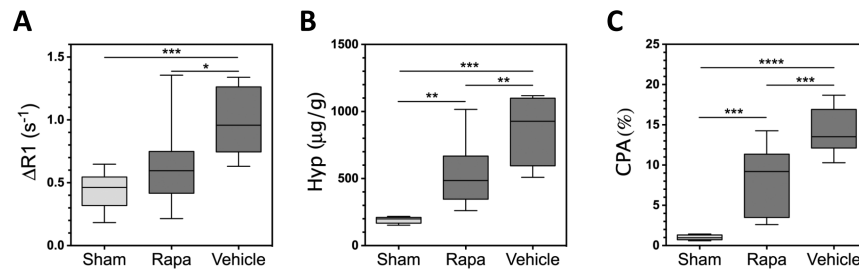 A
ΔR1 (s⁻¹)
1.5
1.0
0.5
0.0
***
*
Sham Rapa Vehicle
B
Hyp (μg/g)
1500
1000
500
0
***
**
**
Sham Rapa Vehicle
C
CPA(%)
25
20
15
10
5
0
****
***
***
Sham Rapa Vehicle